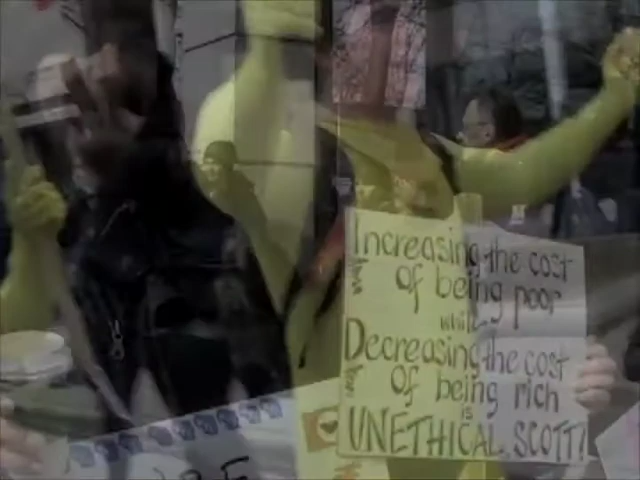 Increasing the cost
of being poor
while
Decreasing the cost
of being rich
is
UNETHICAL, SCOTT!